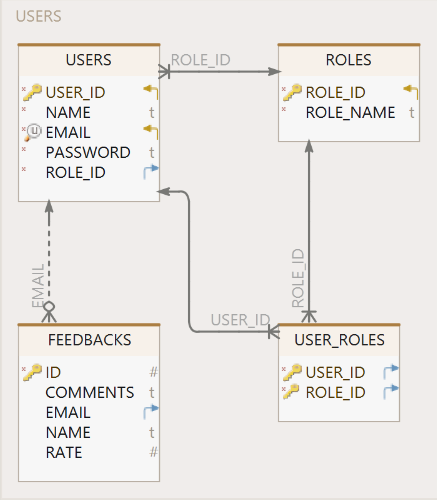 USERS
USERS
ROLE_ID
ROLES
USER_ID
NAME t
EMAIL
PASSWORD t
ROLE_ID
ROLE_ID
ROLE_NAME t
EMAIL
ROLE_ID
USER_ID
FEEDBACKS
ID #
COMMENTS t
EMAIL
NAME t
RATE #
USER_ROLES
USER_ID
ROLE_ID